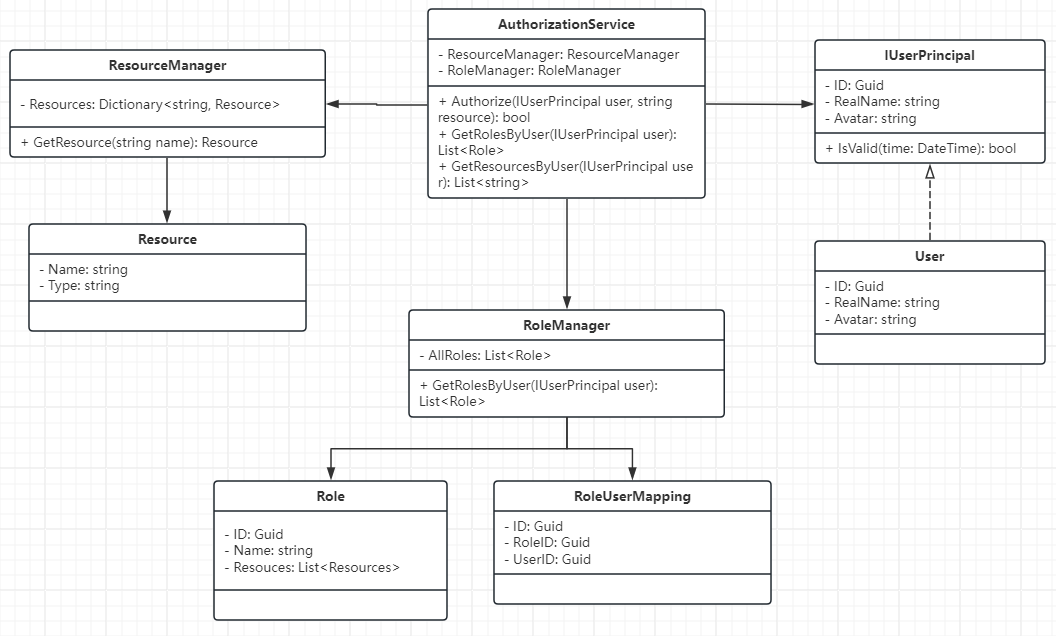 AuthorizationService
- ResourceManager: ResourceManager
- RoleManager: RoleManager
+ Authorize(IUserPrincipal user, string
resource): bool
+ GetRolesByUser(IUserPrincipal user):
List<Role>
+ GetResourcesByUser(IUserPrincipal use
r): List<string>
ResourceManager
- Resources: Dictionary<string, Resource>
+ GetResource(string name): Resource
IUserPrincipal
- ID: Guid
- RealName: string
- Avatar: string
+ IsValid(time: DateTime): bool
Resource
- Name: string
- Type: string
User
- ID: Guid
- RealName: string
- Avatar: string
RoleManager
- AllRoles: List<Role>
+ GetRolesByUser(IUserPrincipal user):
List<Role>
Role
- ID: Guid
- Name: string
- Resouces: List<Resources>
RoleUserMapping
- ID: Guid
- RoleID: Guid
- UserID: Guid